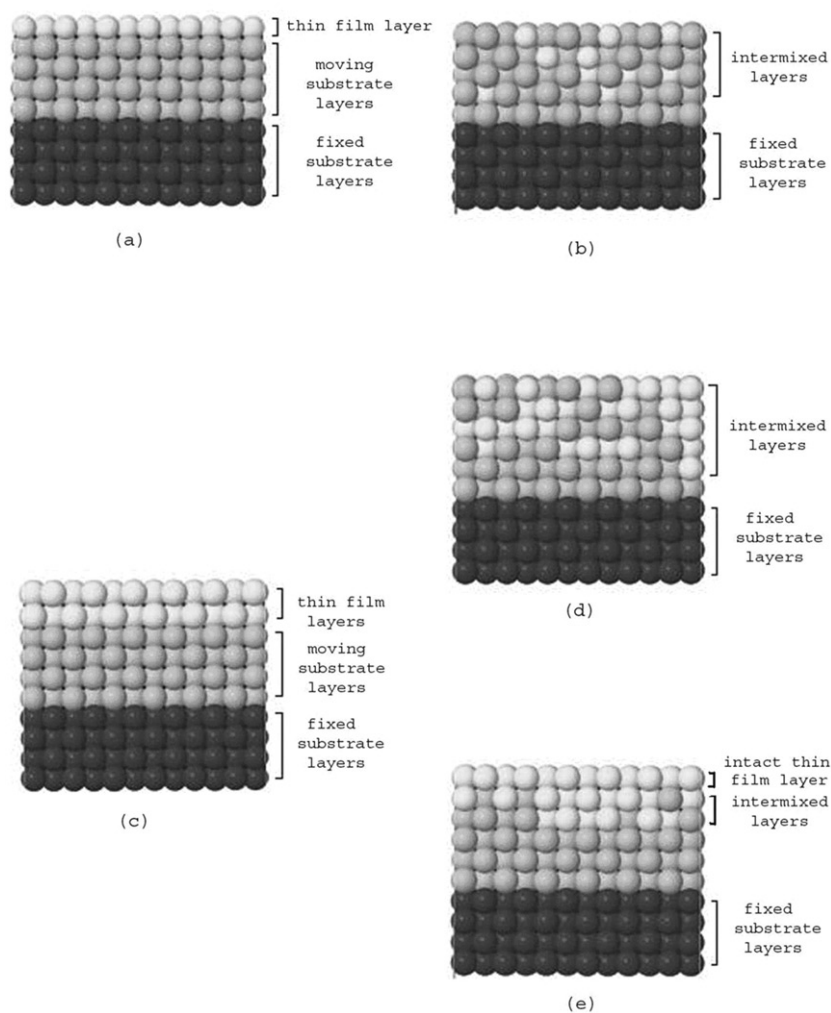 thin film layer
moving
substrate
layers
fixed
substrate
layers
(a)
intermixed
layers
fixed
substrate
layers
(b)
thin film
layers
moving
substrate
layers
fixed
substrate
layers
(c)
intermixed
layers
fixed
substrate
layers
(d)
intact thin
film layer
intermixed
layers
fixed
substrate
layers
(e)